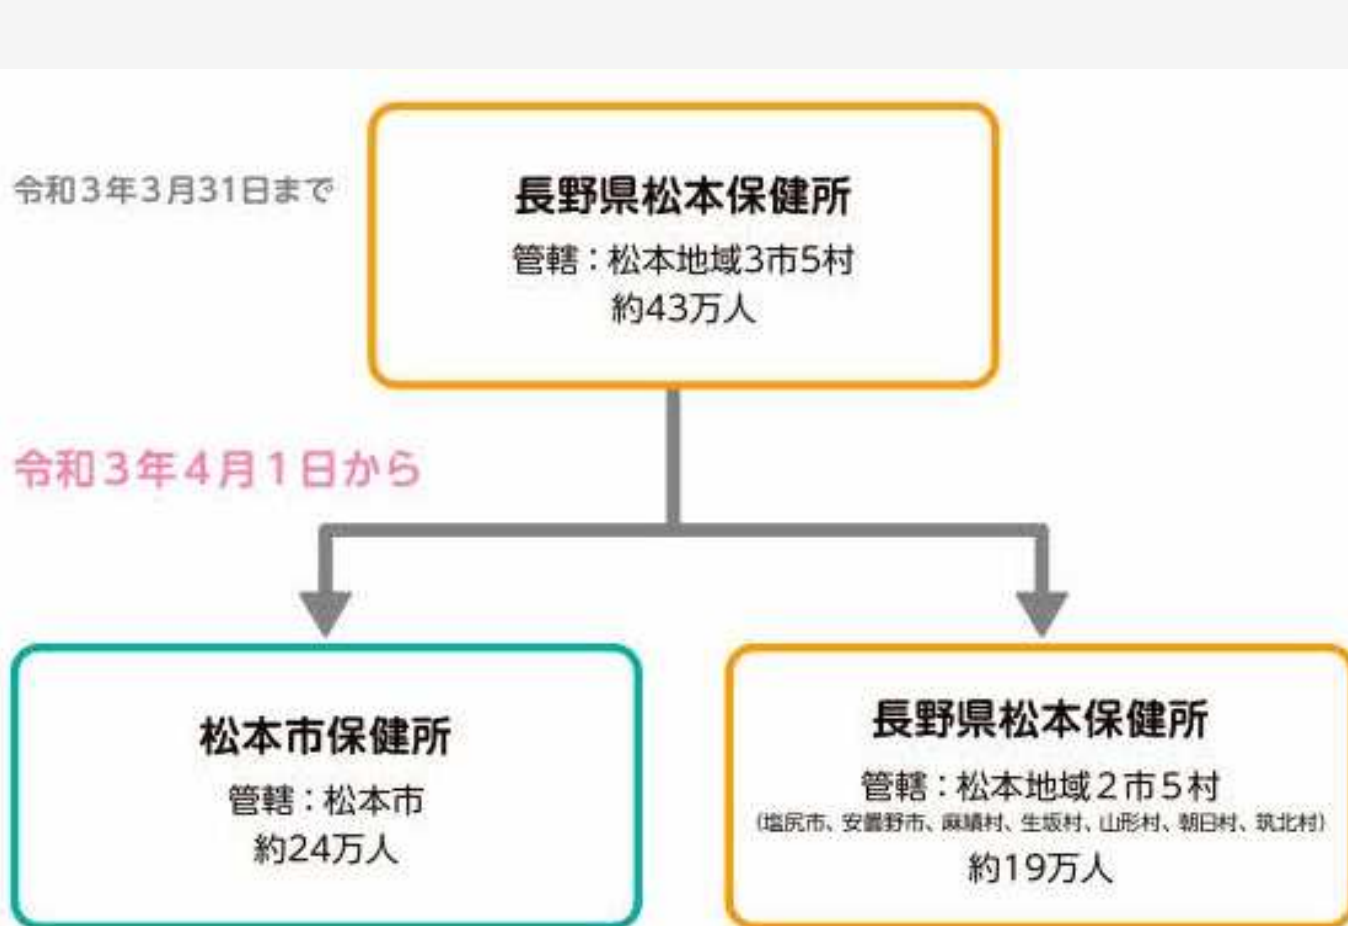 令和3年3月31日まで
長野県松本保健所
管轄：松本地域3市5村
約43万人
令和3年4月1日から
松本市保健所
管轄：松本市
約24万人
長野県松本保健所
管轄：松本地域2市5村
(塩尻市、安曇野市、麻績村、生坂村、山形村、朝日村、筑北村)
約19万人